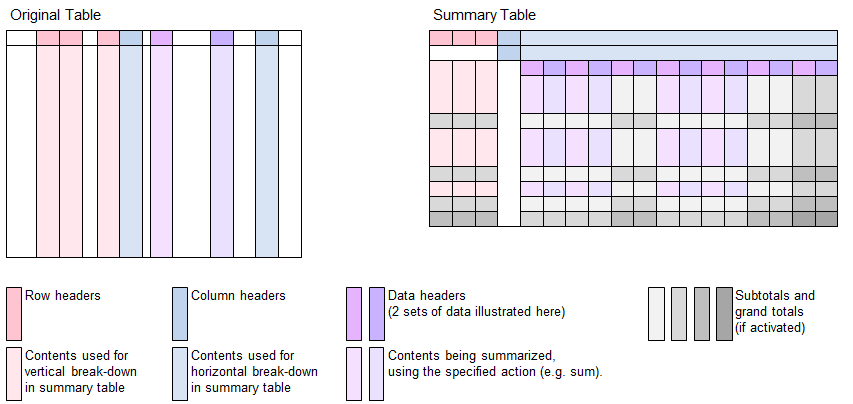 Original Table
Summary Table
Row headers
Column headers
Data headers
(2 sets of data illustrated here)
Subtotals and
grand totals
(if activated)
Contents used for
vertical break-down
in summary table
Contents used for
horizontal break-down
in summary table
Contents being summarized,
using the specified action (e.g. sum).